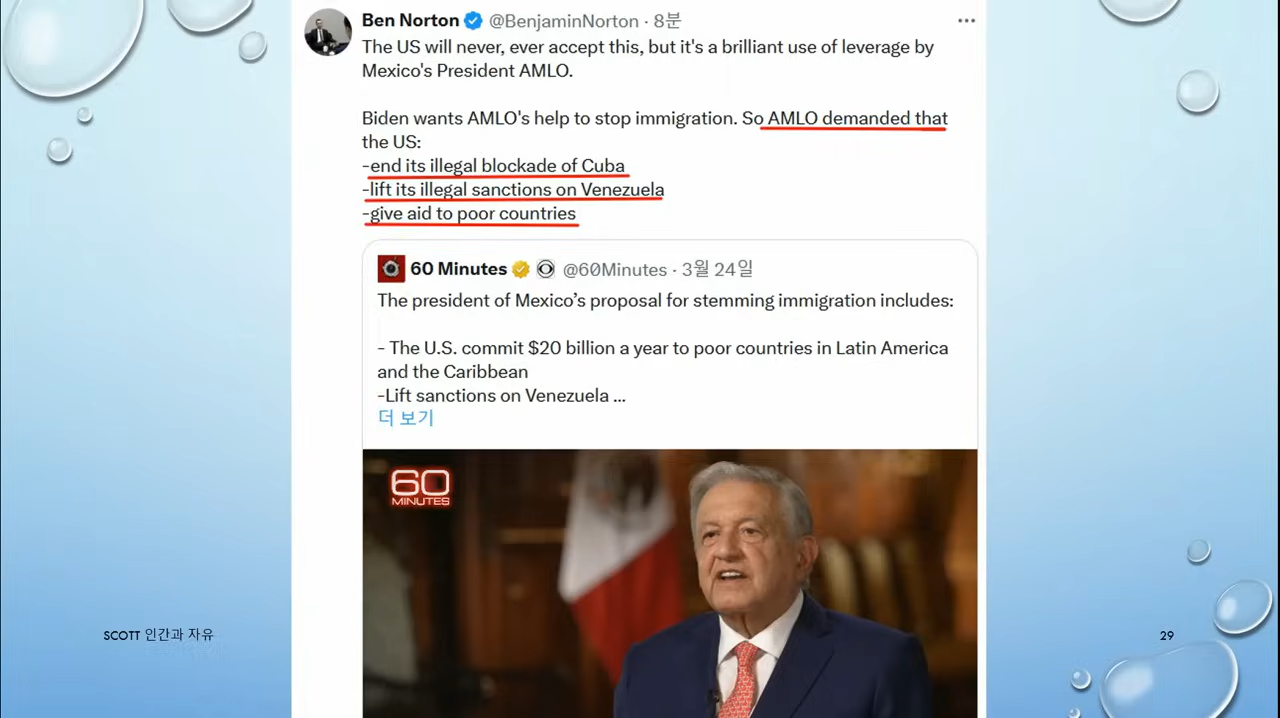 Ben Norton @BenjaminNorton · 8분
The US will never, ever accept this, but it's a brilliant use of leverage by
Mexico's President AMLO.
Biden wants AMLO's help to stop immigration. So AMLO demanded that
the US:
-end its illegal blockade of Cuba
-lift its illegal sanctions on Venezuela
-give aid to poor countries
60 Minutes @60Minutes · 3월 24일
The president of Mexico’s proposal for stemming immigration includes:
- The U.S. commit $20 billion a year to poor countries in Latin America
and the Caribbean
-Lift sanctions on Venezuela ...
더 보기
60
MINUTES
SCOTT 인간과 자유
29